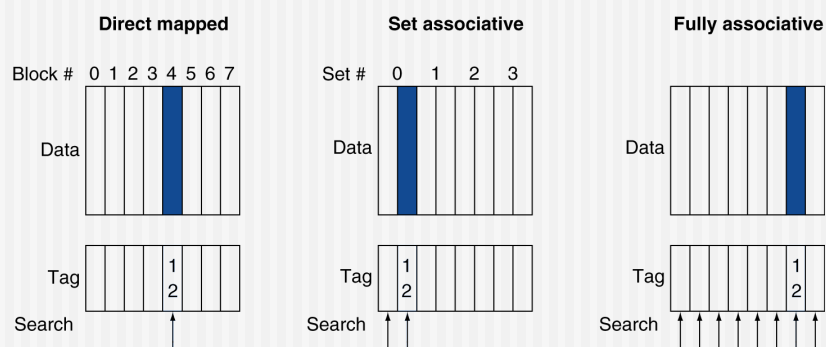 Direct mapped
Block # 0 1 2 3 4 5 6 7
Data
Tag
1
2
Search
Set associative
Set # 0 1 2 3
Data
Tag
1
2
Search
Fully associative
Data
Tag
1
2
Search